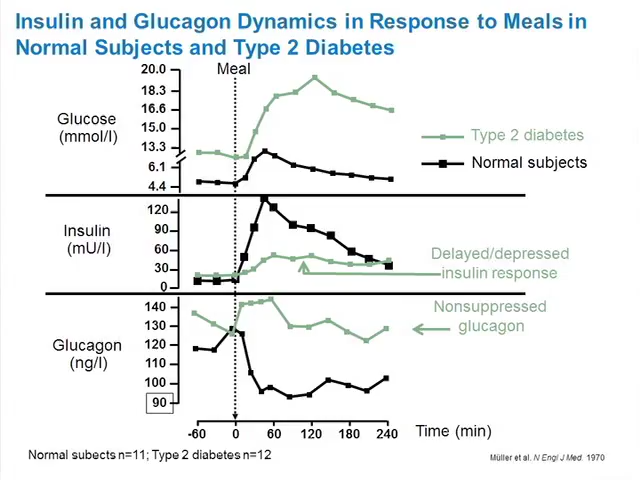 Insulin and Glucagon Dynamics in Response to Meals in
Normal Subjects and Type 2 Diabetes
Meal
20.0
18.3
16.6
15.0
13.3
6.1
4.4
Glucose
(mmol/l)
Type 2 diabetes
Normal subjects
120
90
60
30
0
Insulin
(mU/l)
Delayed/depressed
insulin response
140
130
120
110
100
90
Glucagon
(ng/l)
Nonsuppressed
glucagon
-60 0 60 120 180 240 Time (min)
Normal subects n=11; Type 2 diabetes n=12
Müller et al. N Engl J Med. 1970